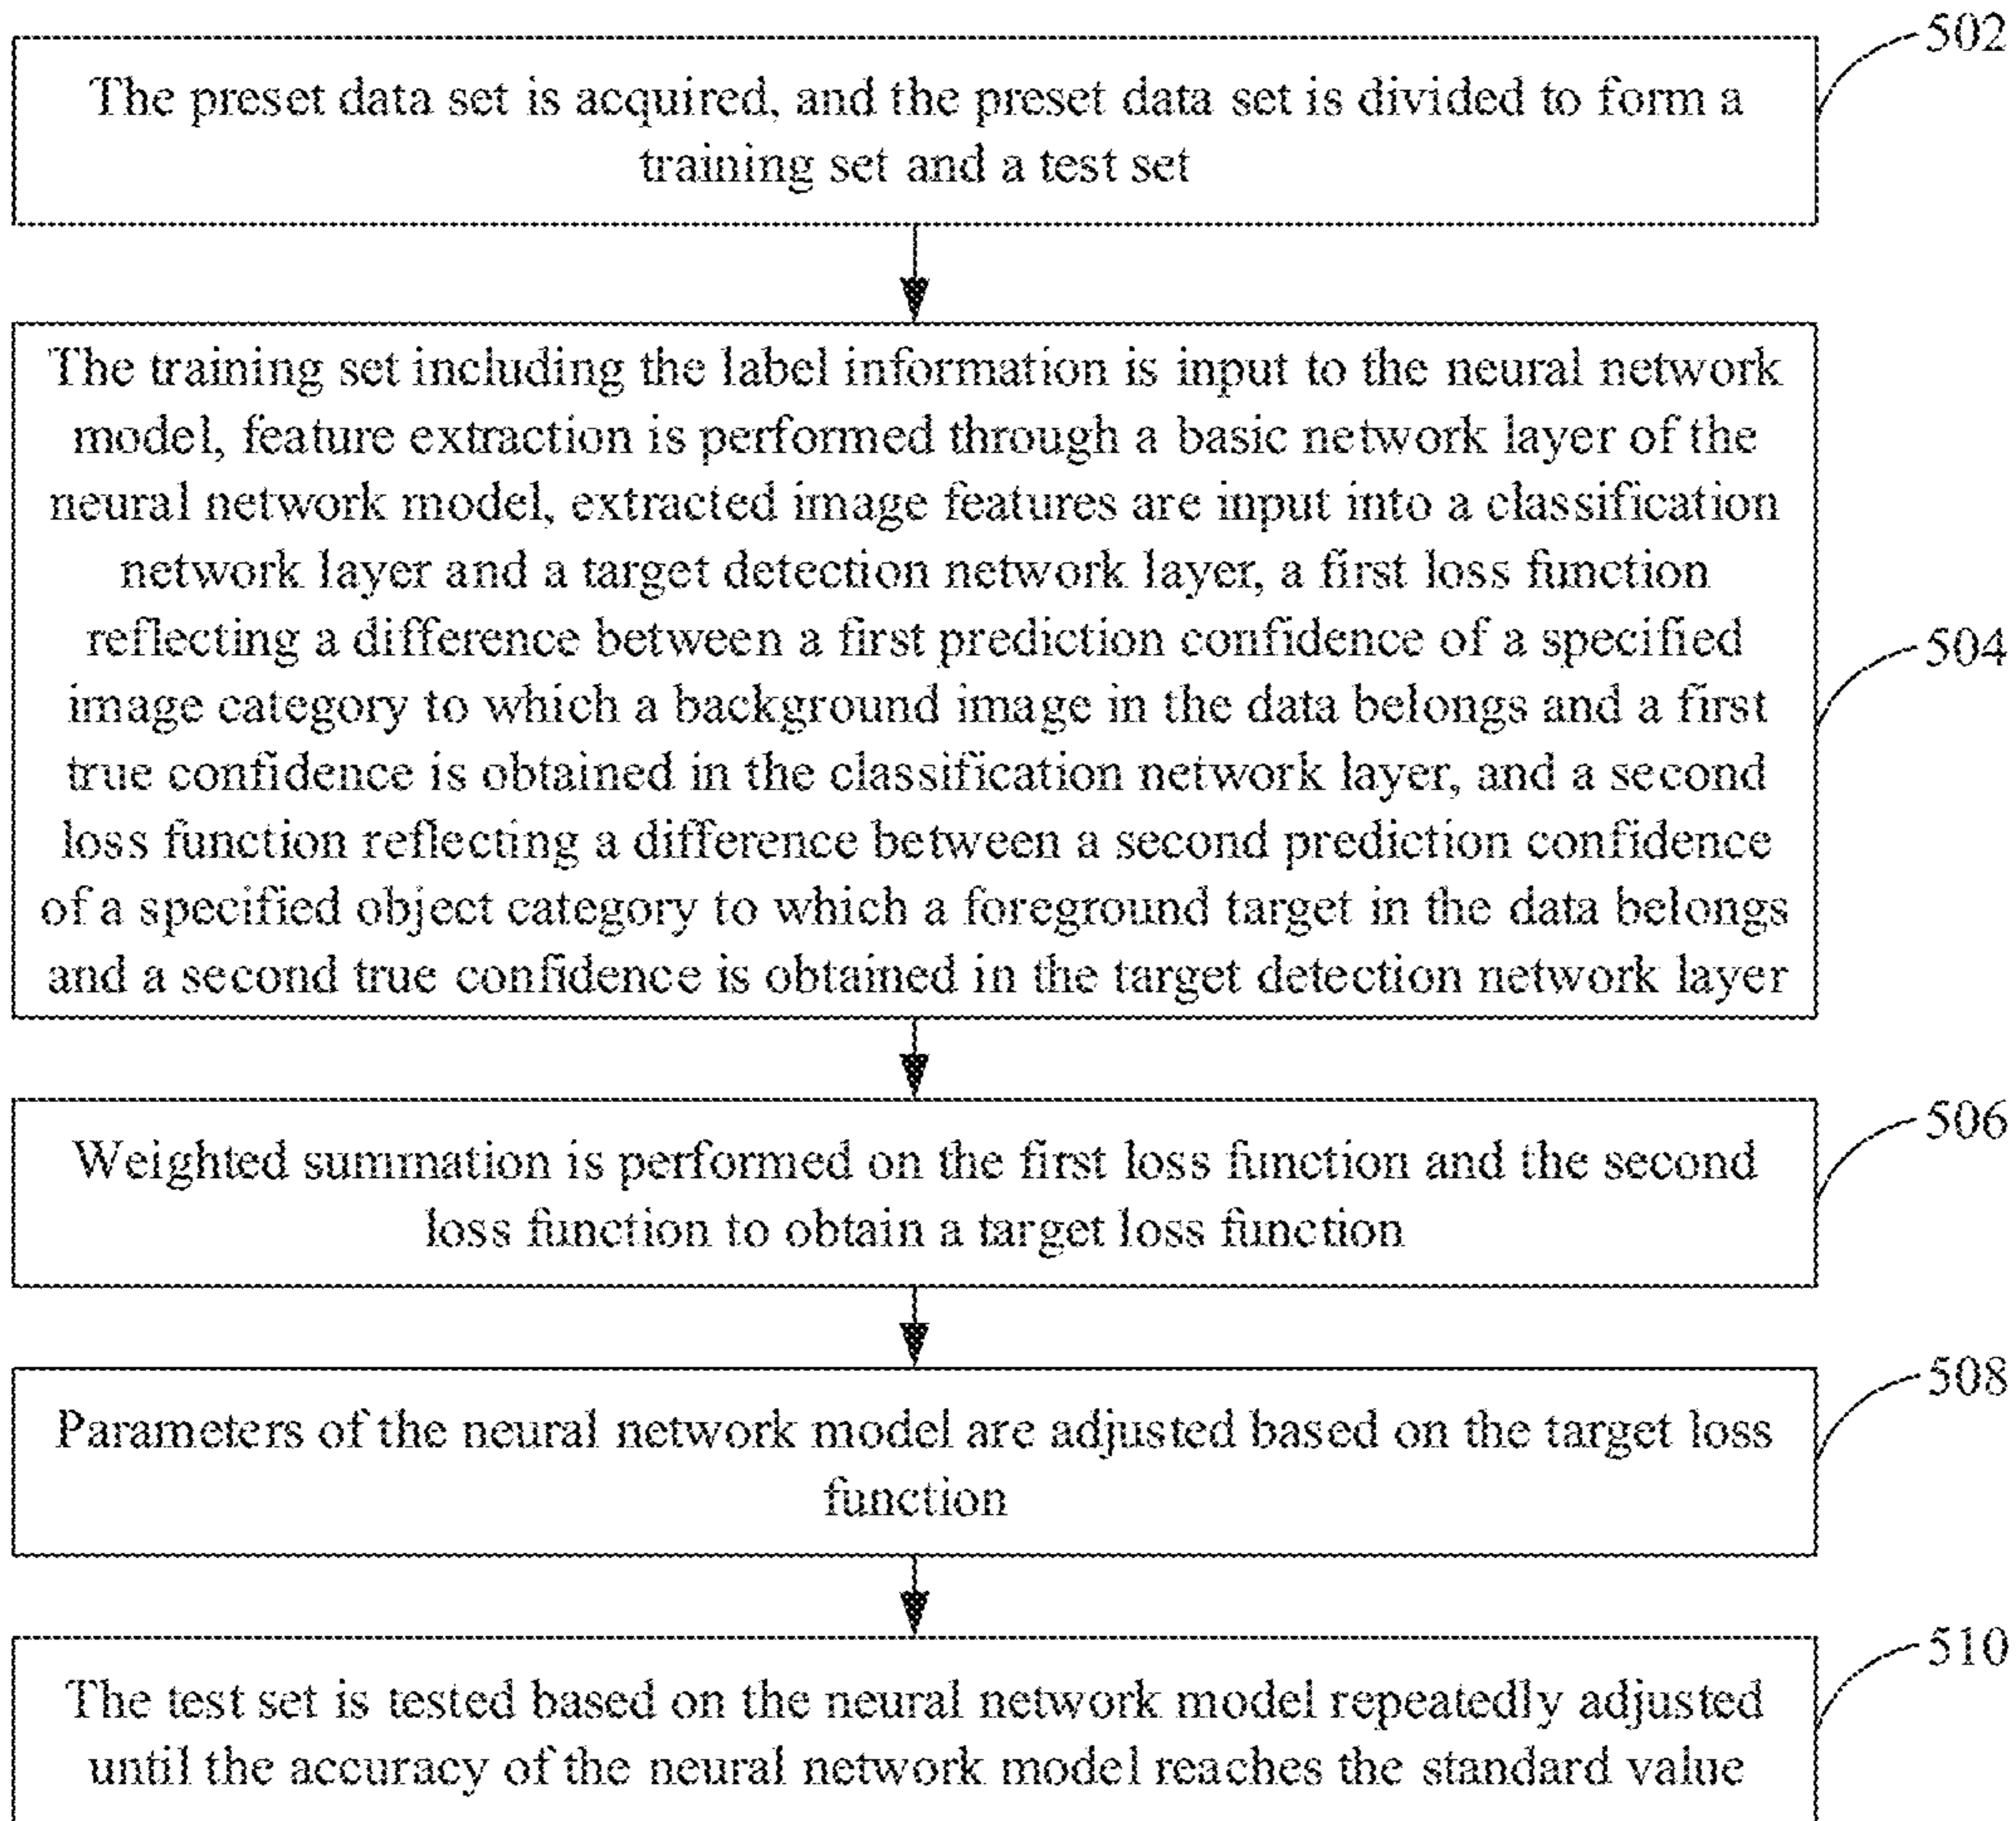 502
The preset data set is acquired, and the preset data set is divided to form a
training set and a test set
The training set including the label information is input to the neural network
model, feature extraction is performed through a basic network layer of the
neural network model, extracted image features are input into a classification
network layer and a target detection network layer, a first loss function
reflecting a difference between a first prediction confidence of a specified
504
image category to which a background image in the data belongs and a first
true confidence is obtained in the classification network layer, and a second
loss function reflecting a difference between a second prediction confidence
of a specified object category to which a foreground target in the data belongs
and a second true confidence is obtained in the target detection network layer
506
Weighted summation is performed on the first loss function and the second
loss function to obtain a target loss function
508
Parameters of the neural network model are adjusted based on the target loss
function
510
The test set is tested based on the neural network model repeatedly adjusted
until the accuracy of the neural network model reaches the standard value